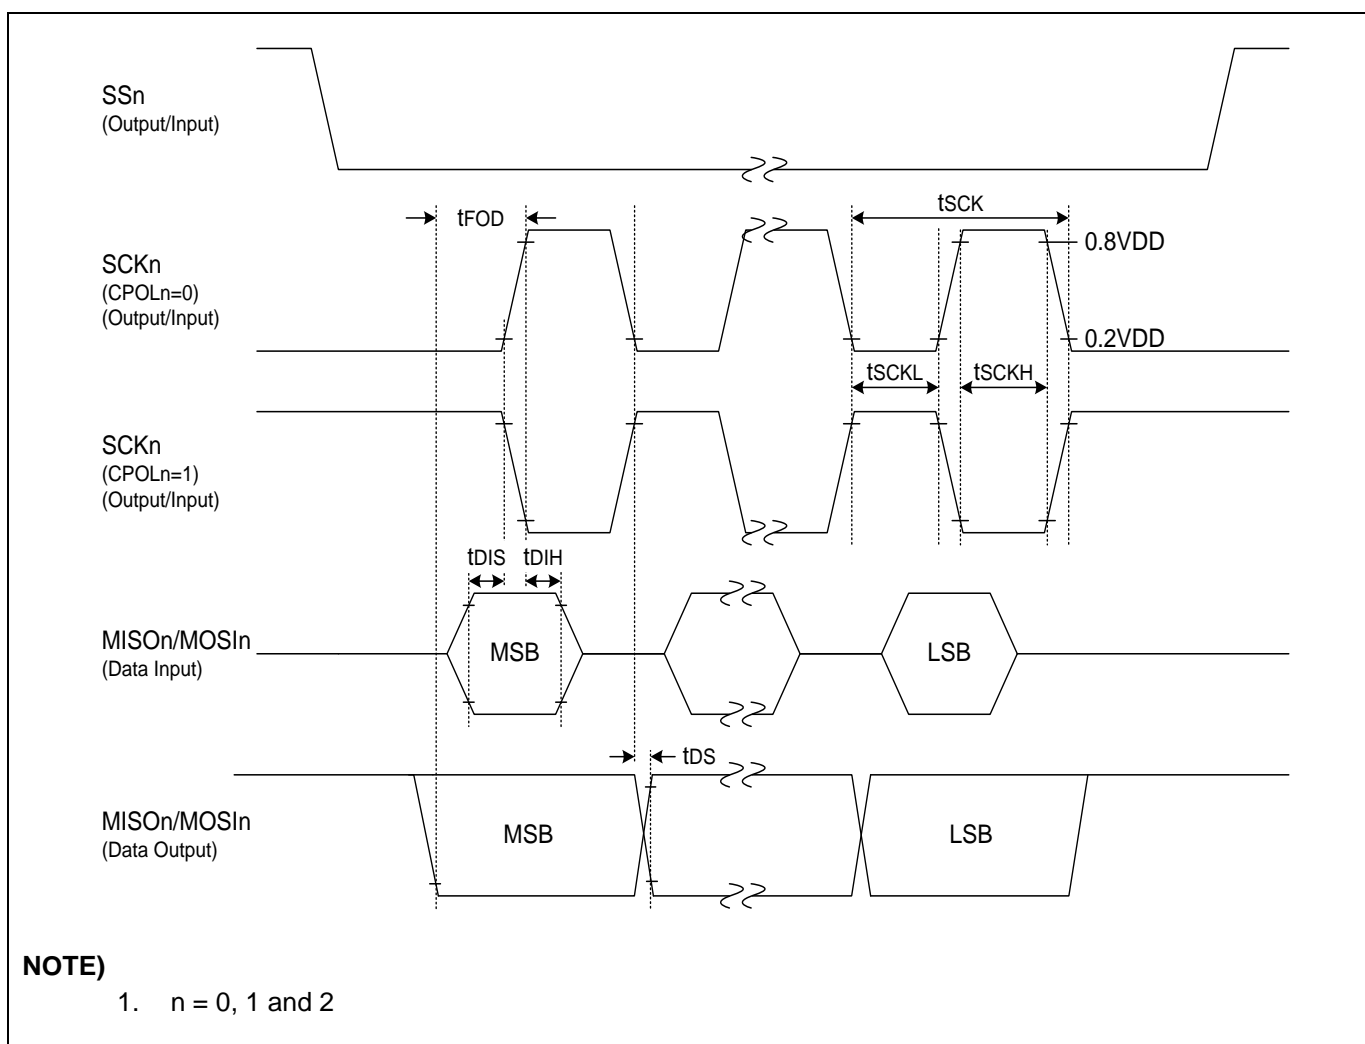 SSn
(Output/Input)
tFOD
tSCK
0.8VDD
SCKn
(CPOLn=0)
(Output/Input)
0.2VDD
tSCKL
tSCKH
SCKn
(CPOLn=1)
(Output/Input)
tDIS
tDIH
MISOn/MOSIn
(Data Input)
MSB
LSB
tDS
MISOn/MOSIn
(Data Output)
MSB
LSB
NOTE)
1. n = 0, 1 and 2